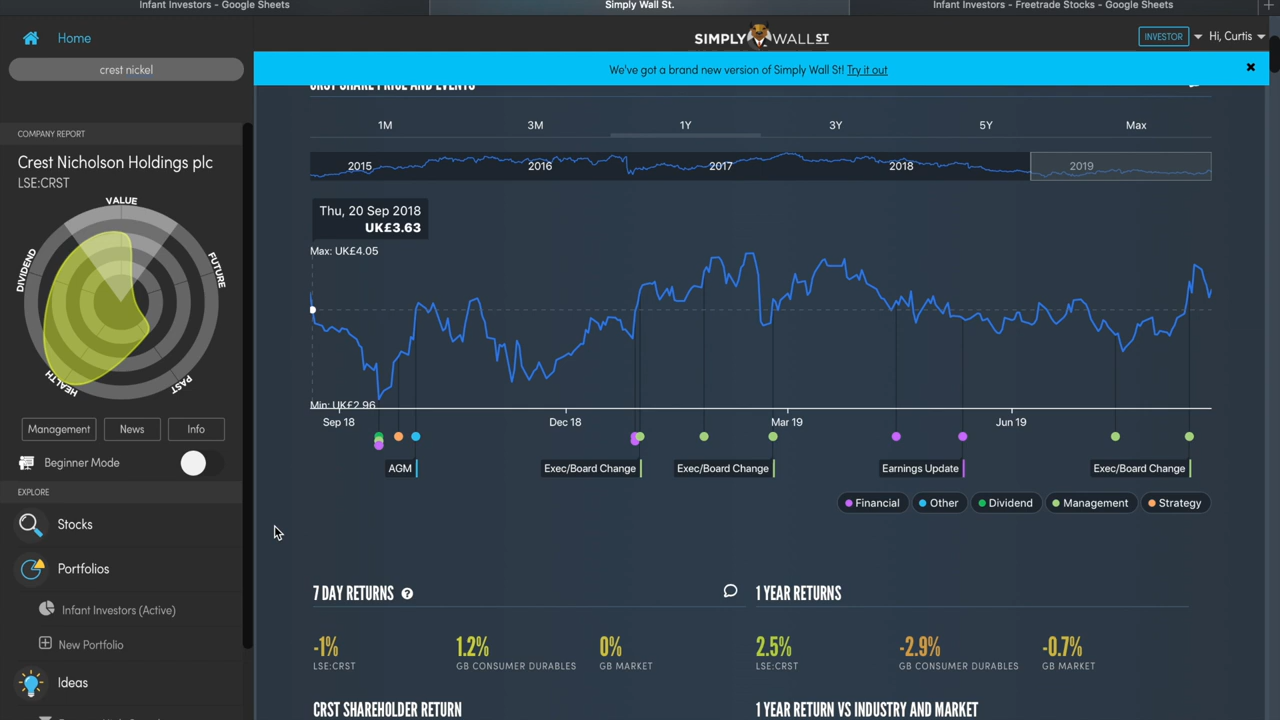 Infant Investors - Google Sheets
Simply Wall St.
Infant Investors - Freetrade Stocks - Google Sheets
Home
crest nickel
SIMPLY WALL ST
INVESTOR
Hi, Curtis
We've got a brand new version of Simply Wall St! Try it out
COMPANY REPORT
Crest Nicholson Holdings plc
LSE:CRST
VALUE
FUTURE
PAST
HEALTH
DIVIDEND
Management
News
Info
Beginner Mode
EXPLORE
Stocks
Portfolios
Infant Investors (Active)
New Portfolio
Ideas
CRST SHARE PRICE AND EVENTS
1M
3M
1Y
3Y
5Y
Max
2015
2016
2017
2018
2019
Thu, 20 Sep 2018
UK£3.63
Max: UK£4.05
Min: UK£2.96
Sep 18
Dec 18
Mar 19
Jun 19
AGM
Exec/Board Change
Exec/Board Change
Earnings Update
Exec/Board Change
Financial
Other
Dividend
Management
Strategy
7 DAY RETURNS
-1%
LSE:CRST
1.2%
GB CONSUMER DURABLES
0%
GB MARKET
1 YEAR RETURNS
2.5%
LSE:CRST
-2.9%
GB CONSUMER DURABLES
-0.7%
GB MARKET
CRST SHAREHOLDER RETURN
1 YEAR RETURN VS INDUSTRY AND MARKET